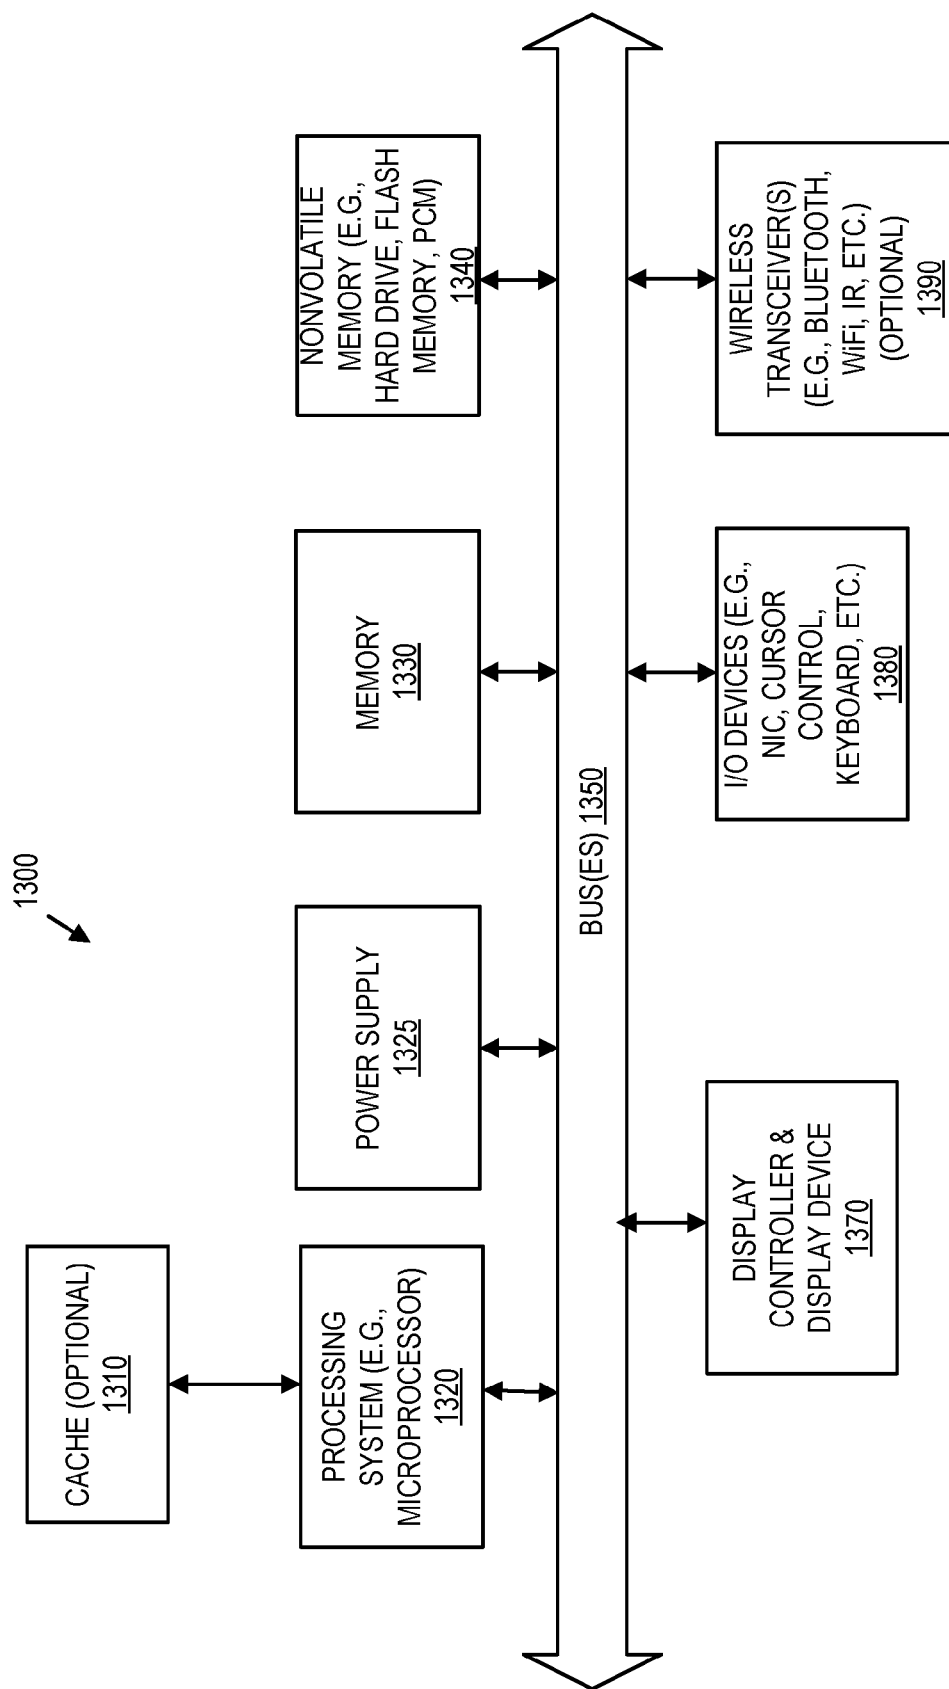 1300
CACHE (OPTIONAL)
1310
PROCESSING
SYSTEM (E.G.,
MICROPROCESSOR)
1320
POWER SUPPLY
1325
MEMORY
1330
NONVOLATILE
MEMORY (E.G.,
HARD DRIVE, FLASH
MEMORY, PCM)
1340
BUS(ES) 1350
DISPLAY
CONTROLLER &
DISPLAY DEVICE
1370
I/O DEVICES (E.G.,
NIC, CURSOR
CONTROL,
KEYBOARD, ETC.)
1380
WIRELESS
TRANSCEIVER(S)
(E.G., BLUETOOTH,
WiFi, IR, ETC.)
(OPTIONAL)
1390